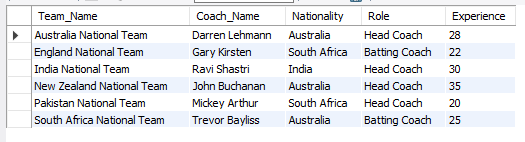 Team_Name Coach_Name Nationality Role Experience
Australia National Team Darren Lehmann Australia Head Coach 28
England National Team Gary Kirsten South Africa Batting Coach 22
India National Team Ravi Shastri India Head Coach 30
New Zealand National Team John Buchanan Australia Head Coach 35
Pakistan National Team Mickey Arthur South Africa Head Coach 20
South Africa National Team Trevor Bayliss Australia Batting Coach 25